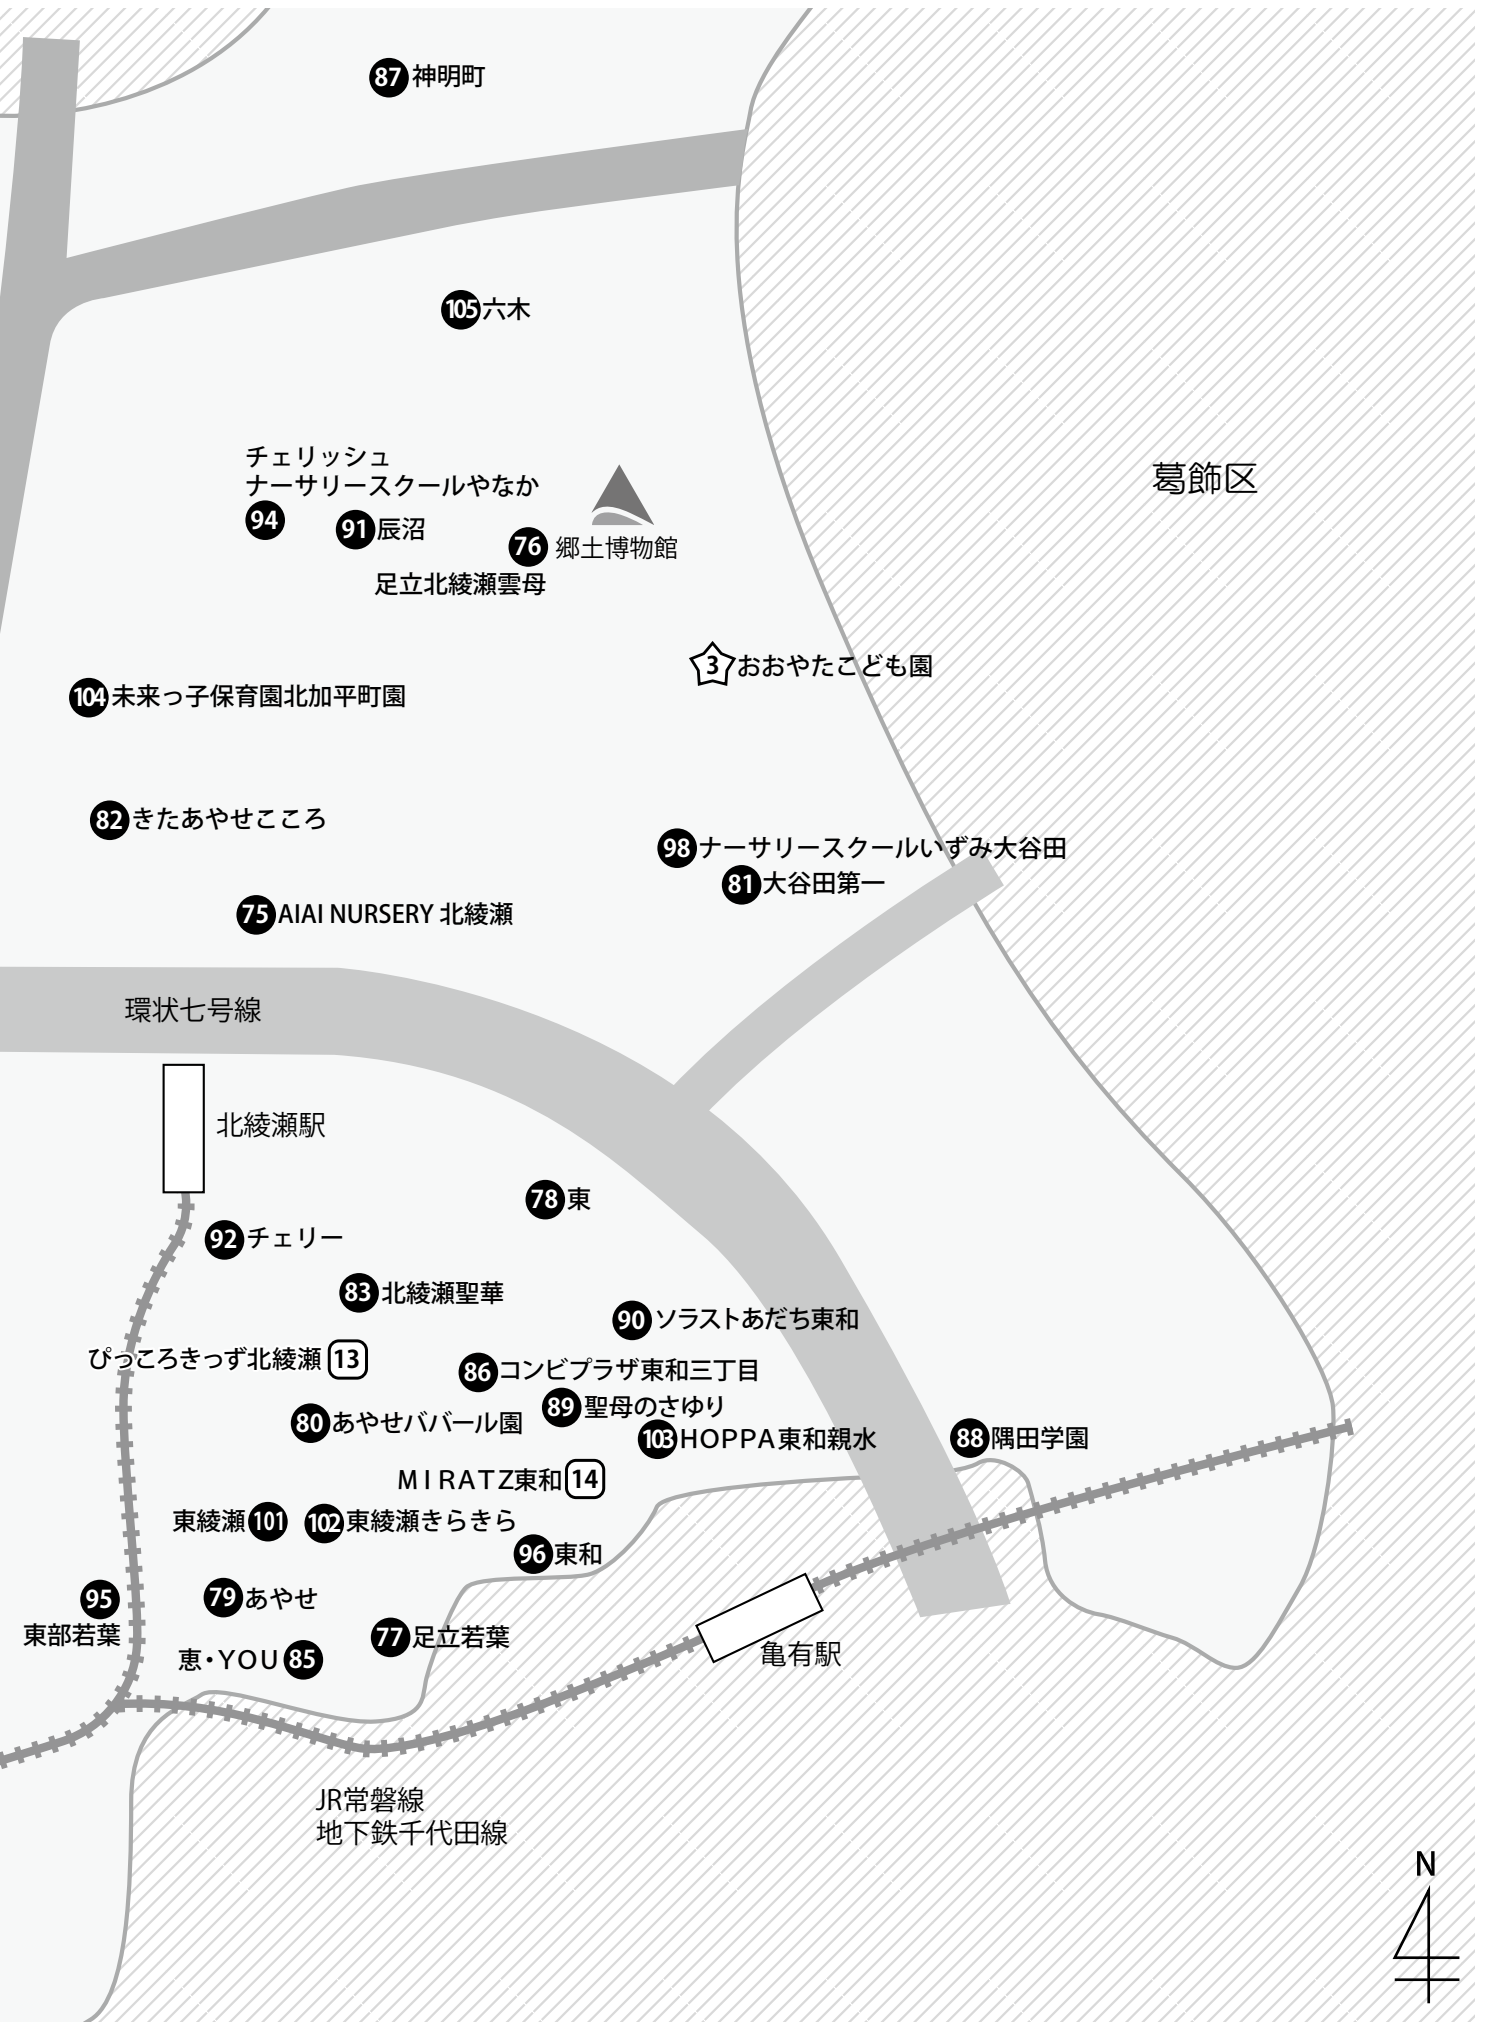 87 神明町
105 六木
チェリッシュ
ナーサリースクールやなか
94
91 辰沼
76 郷土博物館
足立北綾瀬雲母
3 おおやたこども園
葛飾区
104 未来っ子保育園北加平町園
82 きたあやせこころ
98 ナーサリースクールいずみ大谷田
81 大谷田第一
75 AIAI NURSERY 北綾瀬
環状七号線
北綾瀬駅
78 東
92 チェリー
83 北綾瀬聖華
90 ソラストあだち東和
ぴっころきっず北綾瀬 13
86 コンビプラザ東和三丁目
89 聖母のさゆり
80 あやせババール園
103 HOPPA東和親水
88 隅田学園
MIRATZ東和 14
東綾瀬 101
102 東綾瀬きらきら
96 東和
95
東部若葉
79 あやせ
77 足立若葉
恵・YOU 85
亀有駅
JR常磐線
地下鉄千代田線
N